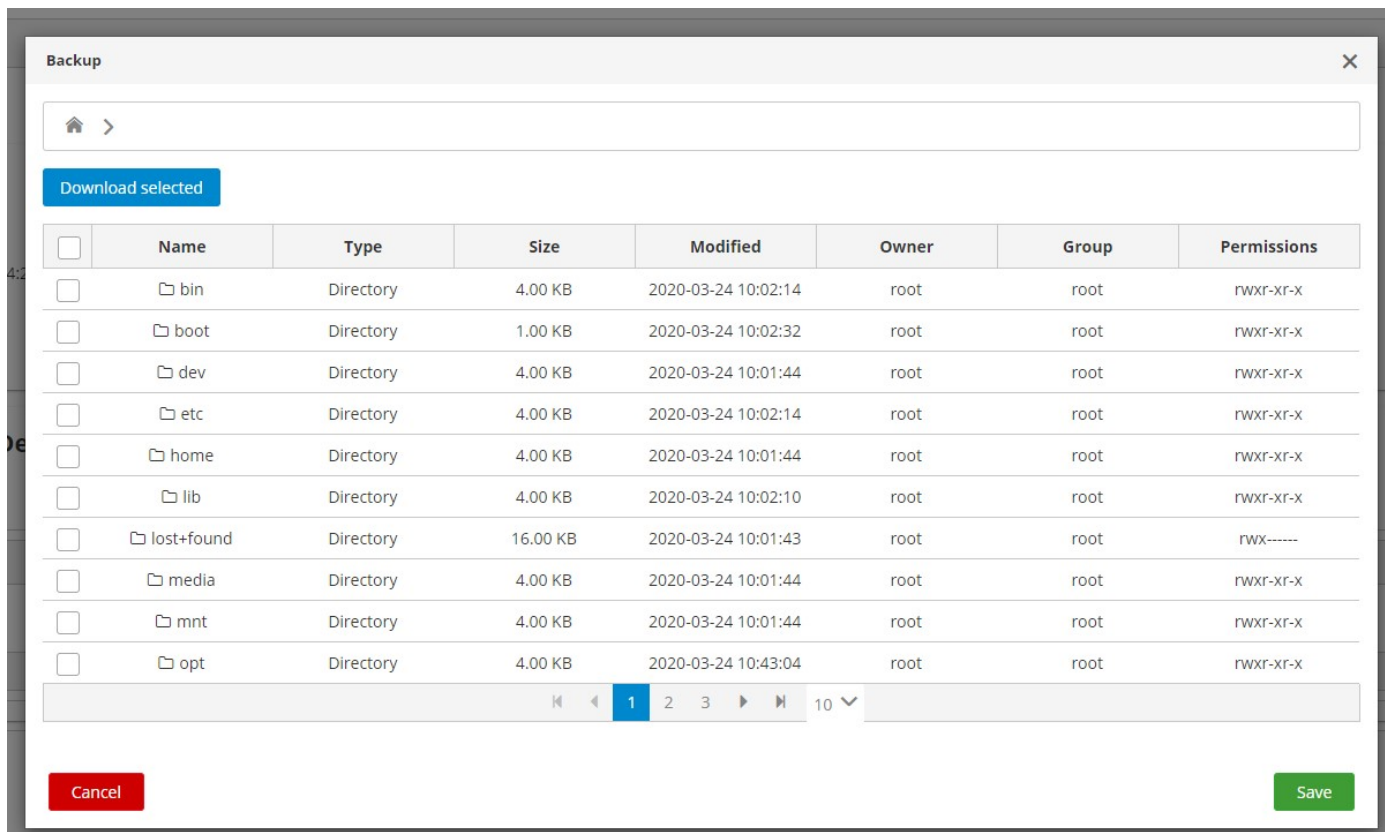 Backup
Download selected
Name Type Size Modified Owner Group Permissions
bin Directory 4.00 KB 2020-03-24 10:02:14 root root rwxr-xr-x
boot Directory 1.00 KB 2020-03-24 10:02:32 root root rwxr-xr-x
dev Directory 4.00 KB 2020-03-24 10:01:44 root root rwxr-xr-x
etc Directory 4.00 KB 2020-03-24 10:02:14 root root rwxr-xr-x
home Directory 4.00 KB 2020-03-24 10:01:44 root root rwxr-xr-x
lib Directory 4.00 KB 2020-03-24 10:02:10 root root rwxr-xr-x
lost+found Directory 16.00 KB 2020-03-24 10:01:43 root root rwx------
media Directory 4.00 KB 2020-03-24 10:01:44 root root rwxr-xr-x
mnt Directory 4.00 KB 2020-03-24 10:01:44 root root rwxr-xr-x
opt Directory 4.00 KB 2020-03-24 10:43:04 root root rwxr-xr-x
1 2 3 10
Cancel Save